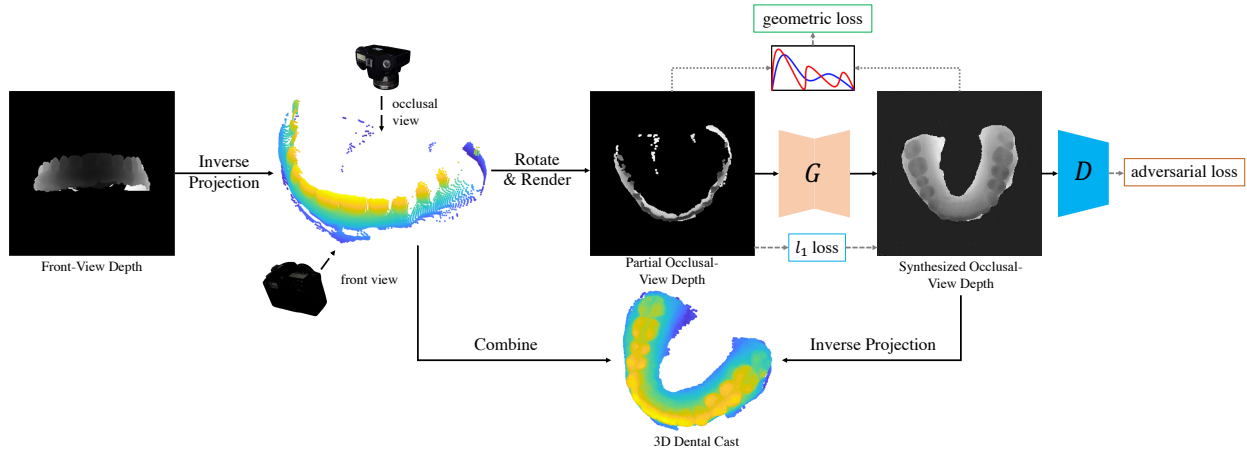 geometric loss
occlusal
view
Inverse
Projection
Rotate
& Render
G
D
adversarial loss
l₁ loss
Front-View Depth
front view
Partial Occlusal-
View Depth
Synthesized Occlusal-
View Depth
Combine
Inverse Projection
3D Dental Cast